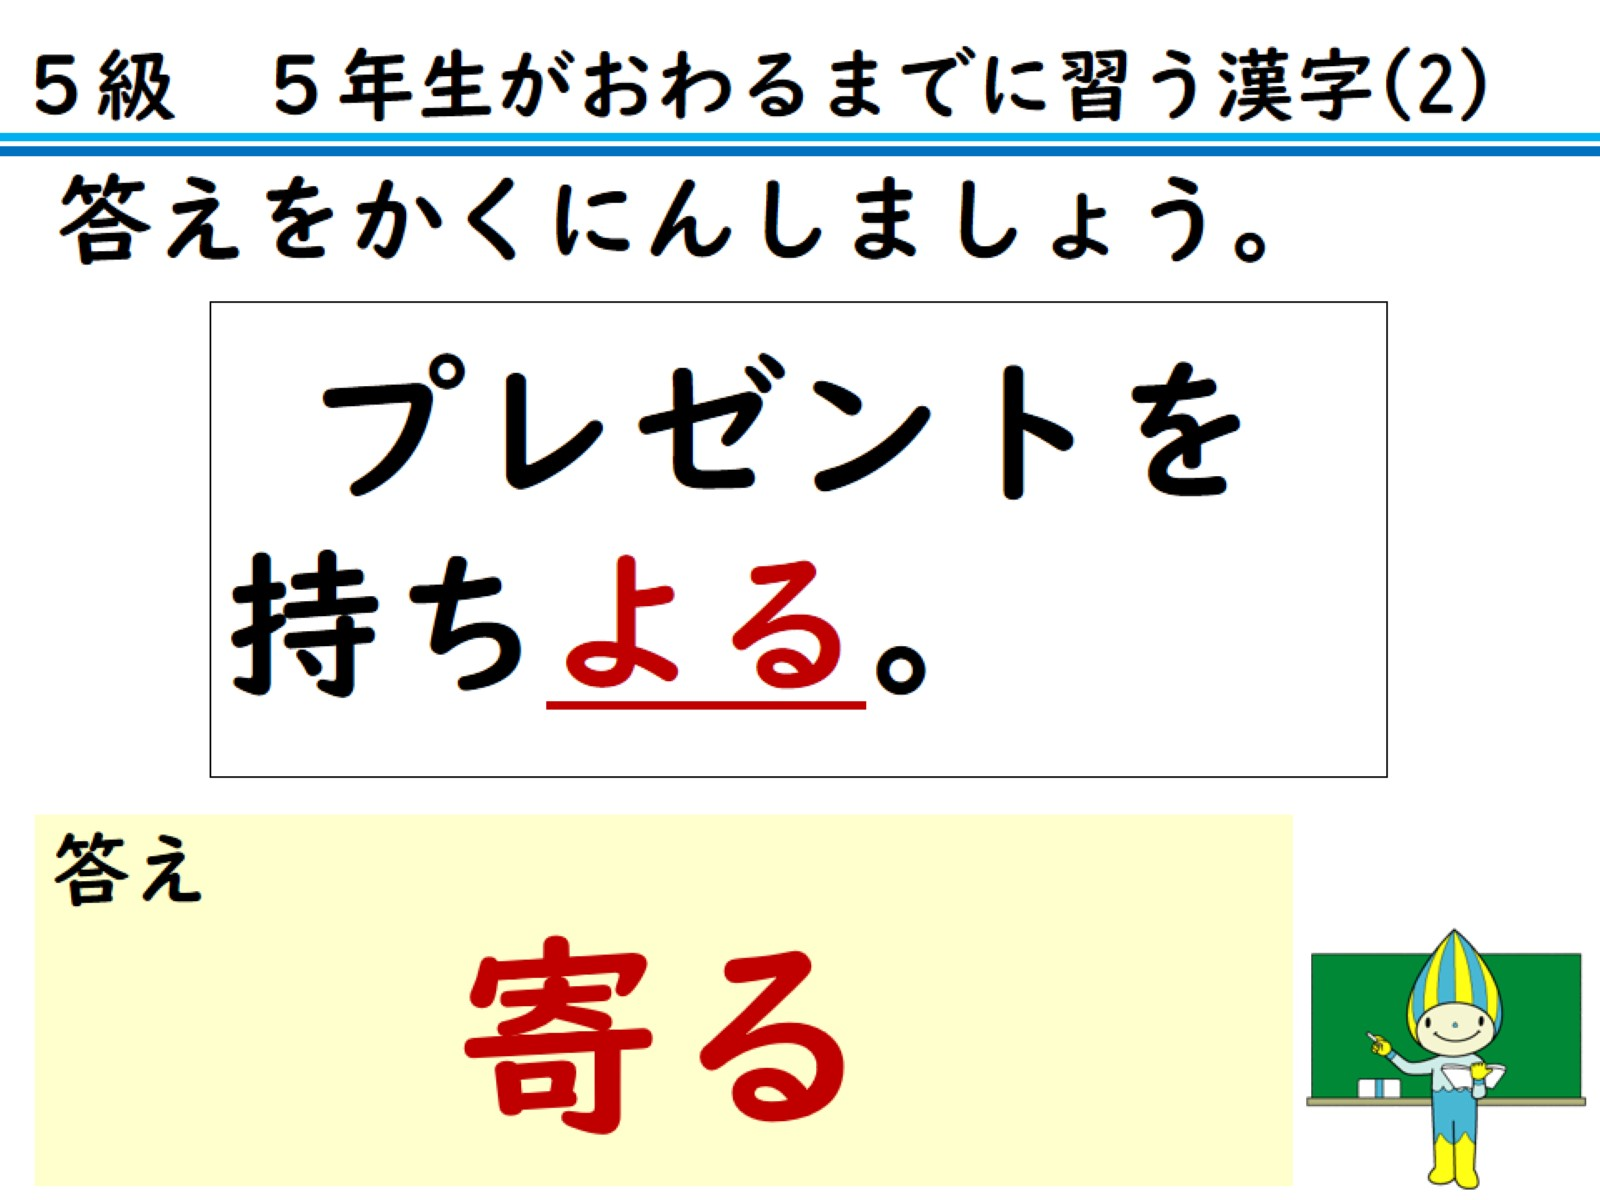 ５級　５年生がおわるまでに習う漢字(2)
答えをかくにんしましょう。
プレゼントを
持ちよる。
答え
寄る